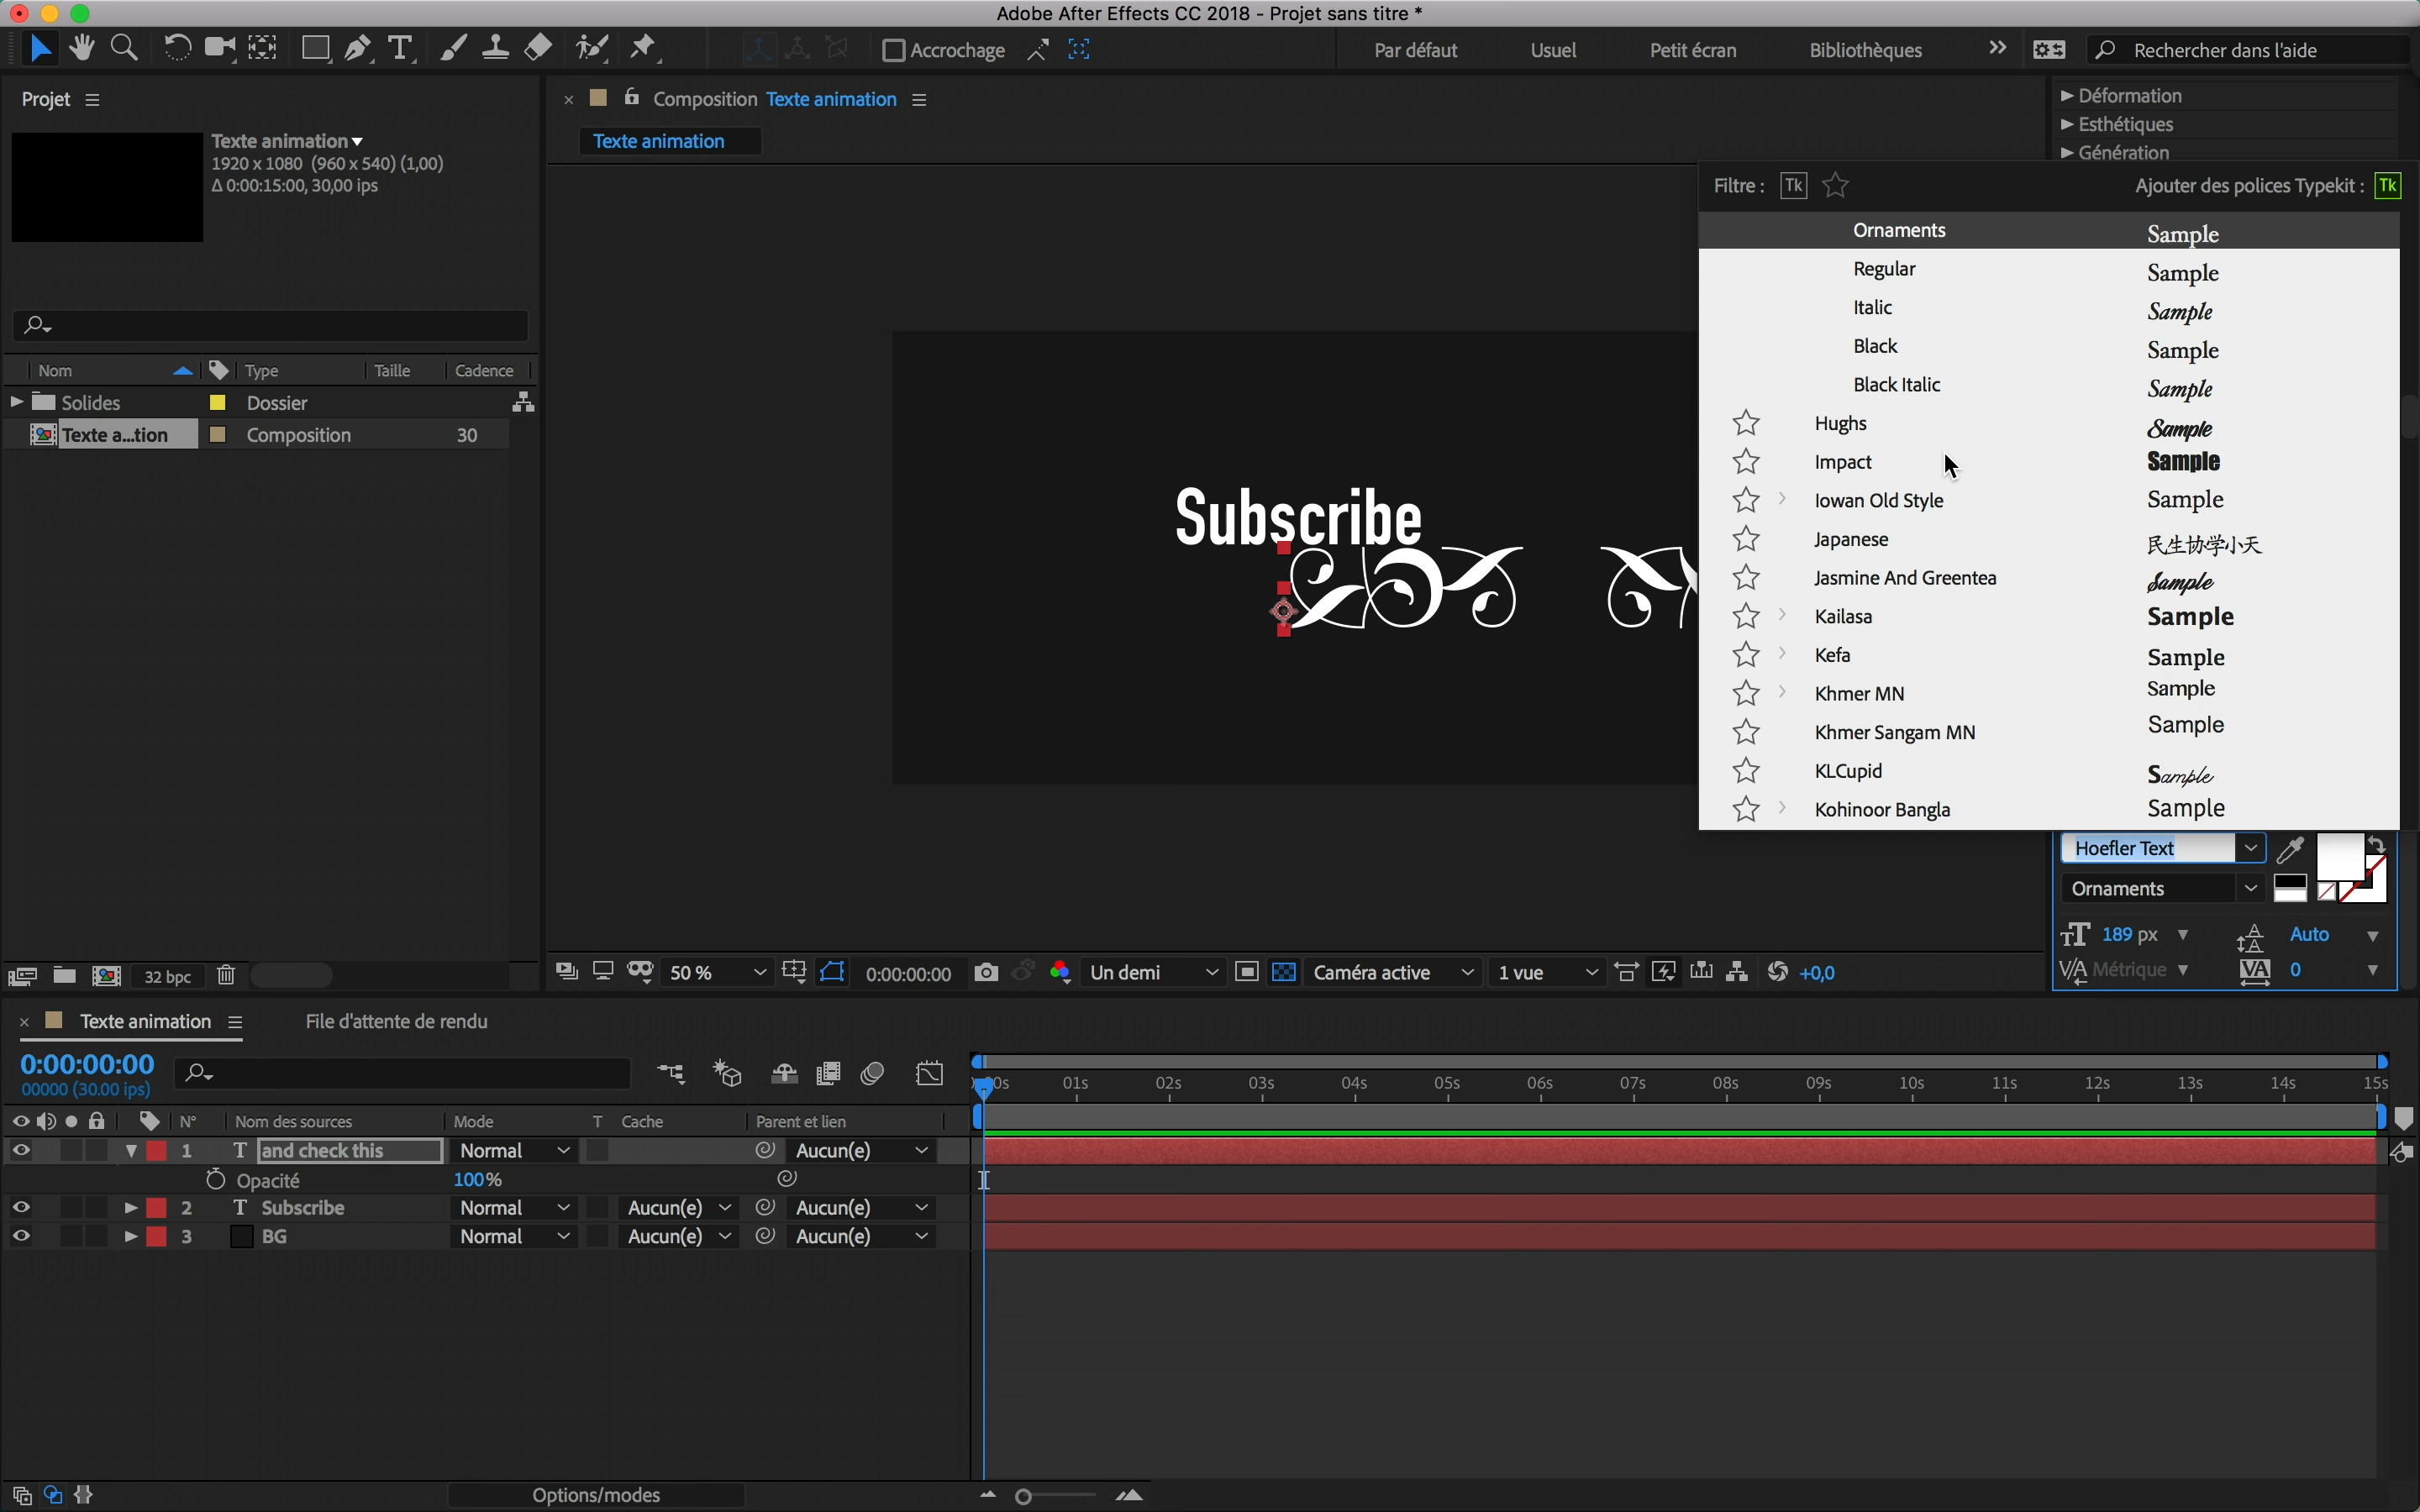 Adobe After Effects CC 2018 - Projet sans titre *
Accrochage
Par défaut
Usuel
Petit écran
Bibliothèques
Rechercher dans l'aide
Projet
Texte animation
1920 x 1080 (960 x 540) (1,00)
Δ 0:00:15:00, 30,00 ips
Nom Type Taille Cadence
Solides Dossier
Texte a...tion Composition 30
32 bpc
Composition Texte animation
Texte animation
Subscribe
50 %
0:00:00:00
Un demi
Caméra active
1 vue
+0,0
Déformation
Esthétiques
Génération
Filtre : Tk
Ajouter des polices Typekit : Tk
Ornaments Sample
Regular Sample
Italic Sample
Black Sample
Black Italic Sample
Hughs Sample
Impact Sample
Iowan Old Style Sample
Japanese 民生协学小天
Jasmine And Greentea Sample
Kailasa Sample
Kefa Sample
Khmer MN Sample
Khmer Sangam MN Sample
KLCupid Sample
Kohinoor Bangla Sample
Hoefler Text
Ornaments
189 px Auto
Métrique 0
Texte animation
File d'attente de rendu
0:00:00:00
00000 (30.00 ips)
00s 01s 02s 03s 04s 05s 06s 07s 08s 09s 10s 11s 12s 13s 14s 15s
N° Nom des sources Mode T Cache Parent et lien
1 T and check this Normal Aucun(e)
Opacité 100%
2 T Subscribe Normal Aucun(e) Aucun(e)
3 BG Normal Aucun(e) Aucun(e)
Options/modes